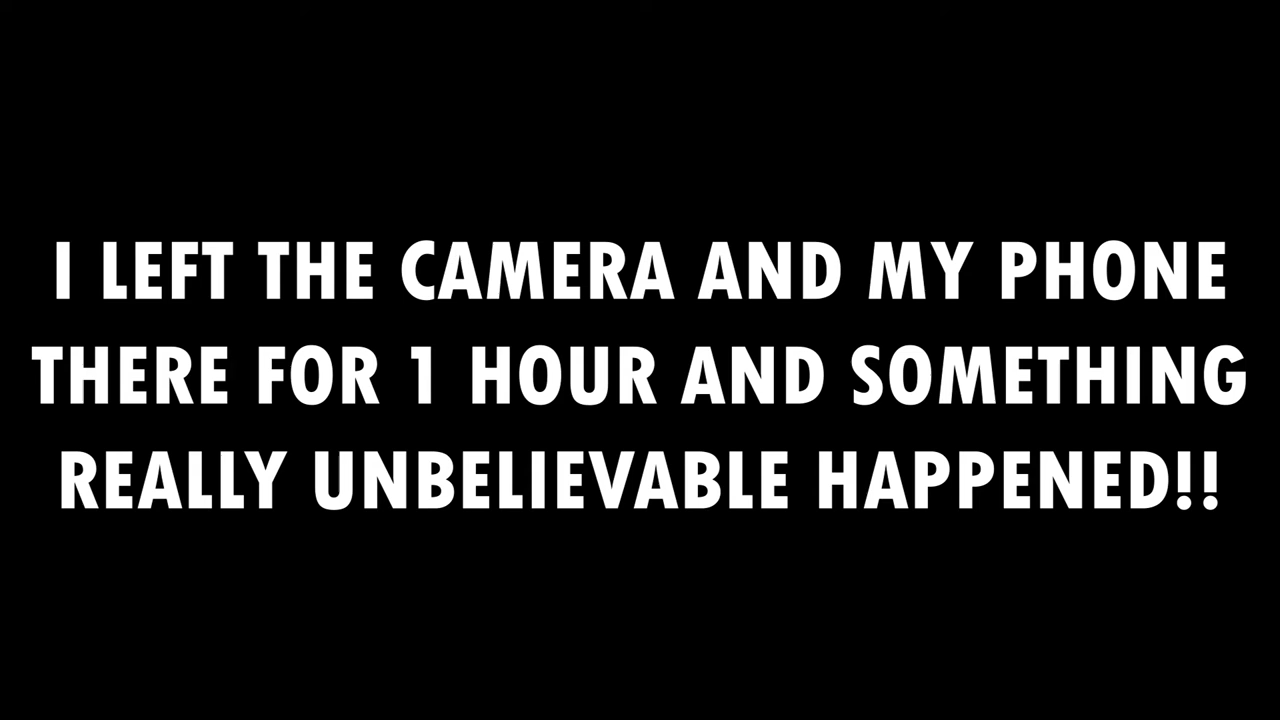 I LEFT THE CAMERA AND MY PHONE
THERE FOR 1 HOUR AND SOMETHING
REALLY UNBELIEVABLE HAPPENED!!